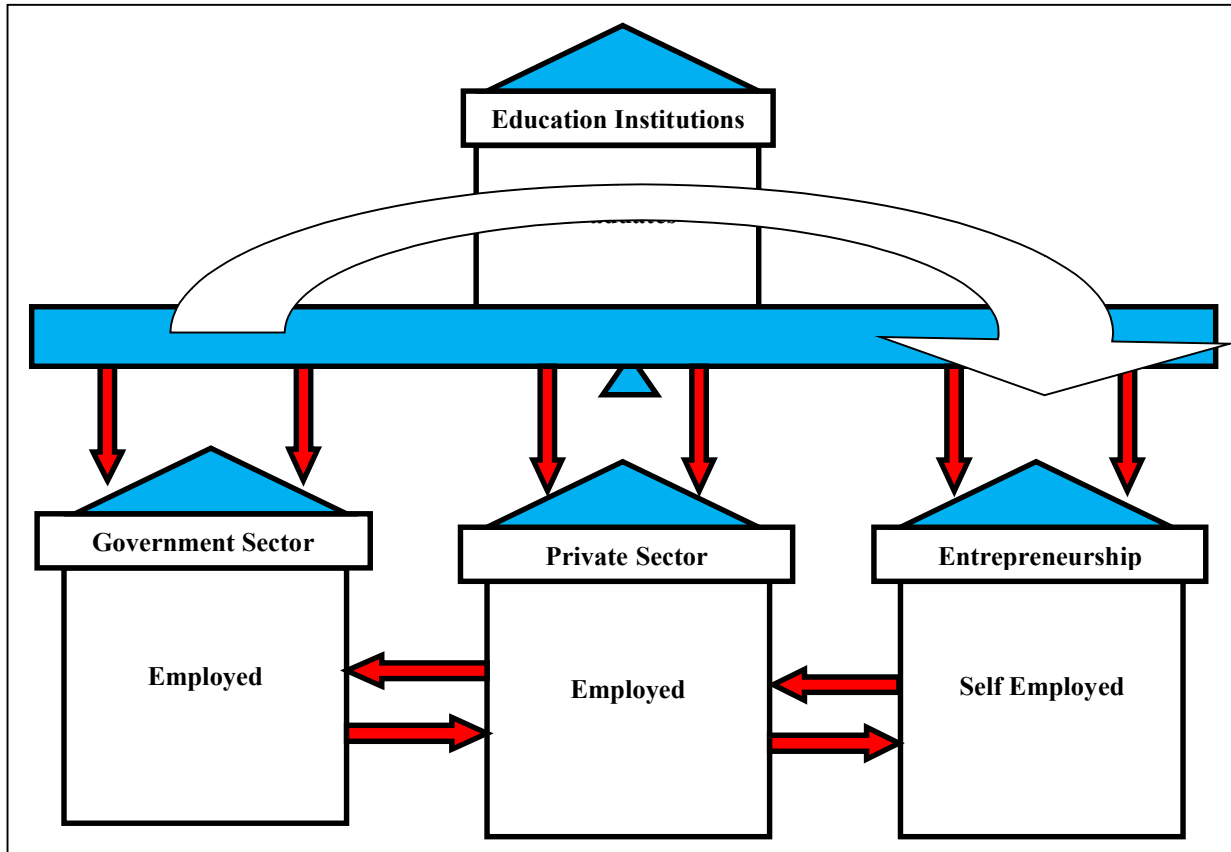 Education Institutions
Government Sector
Private Sector
Entrepreneurship
Employed
Employed
Self Employed